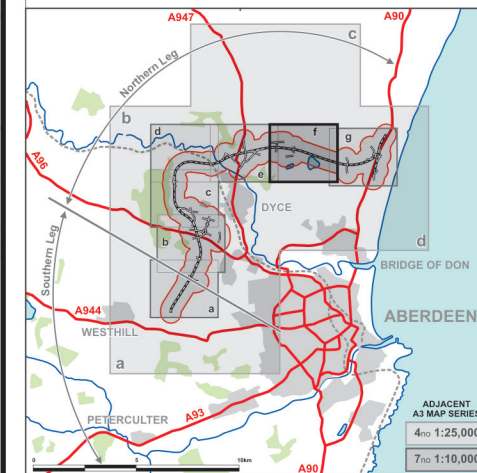 A947
A90
c
Northern Leg
b
d
f
g
A96
e
c
DYCE
b
d
Southern Leg
BRIDGE OF DON
a
A944
ABERDEEN
WESTHILL
a
ADJACENT
A3 MAP SERIES
PETERCULTER
A93
4no 1:25,000
0 5 10km
7no 1:10,000
A90